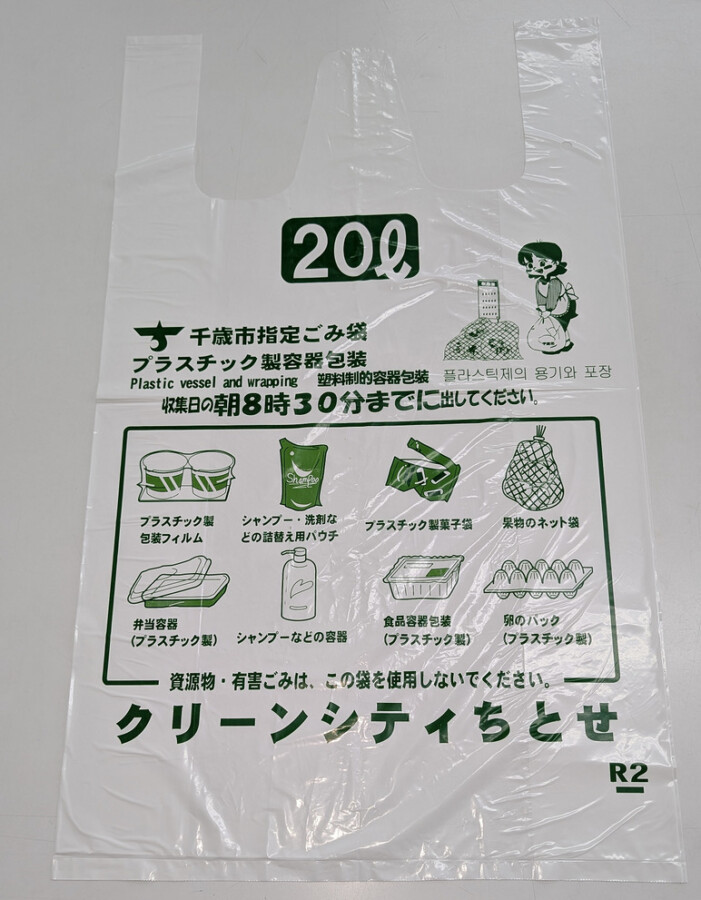 20ℓ
千歳市指定ごみ袋
プラスチック製容器包装
Plastic vessel and wrapping 塑料制的容器包装
플라스틱제의 용기와 포장
収集日の朝8時30分までに出してください。
プラスチック製
包装フィルム
Shampoo
シャンプー・洗剤な
どの詰替え用パウチ
プラスチック製菓子袋
果物のネット袋
弁当容器
(プラスチック製)
シャンプーなどの容器
食品容器包装
(プラスチック製)
卵のパック
(プラスチック製)
資源物・有害ごみは、この袋を使用しないでください。
クリーンシティちとせ
R2